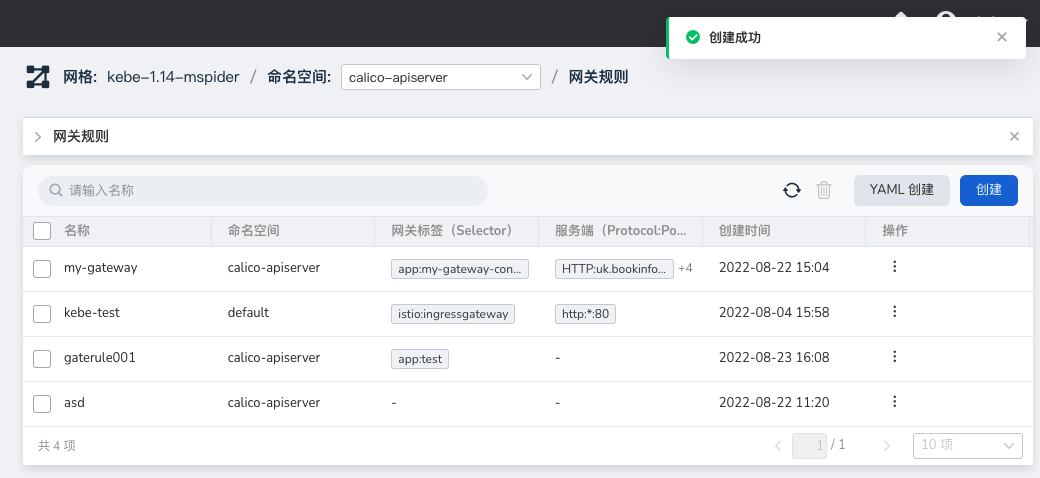 创建成功
网格: kebe-1.14-mspider / 命名空间: calico-apiserver / 网关规则
网关规则
请输入名称
YAML 创建
创建
名称 命名空间 网关标签（Selector） 服务端（Protocol:Po... 创建时间 操作
my-gateway calico-apiserver app:my-gateway-con... HTTP:uk.bookinfo... +4 2022-08-22 15:04
kebe-test default istio:ingressgateway http:*:80 2022-08-04 15:58
gaterule001 calico-apiserver app:test - 2022-08-23 16:08
asd calico-apiserver - - 2022-08-22 11:20
共 4 项 1 / 1 10 项